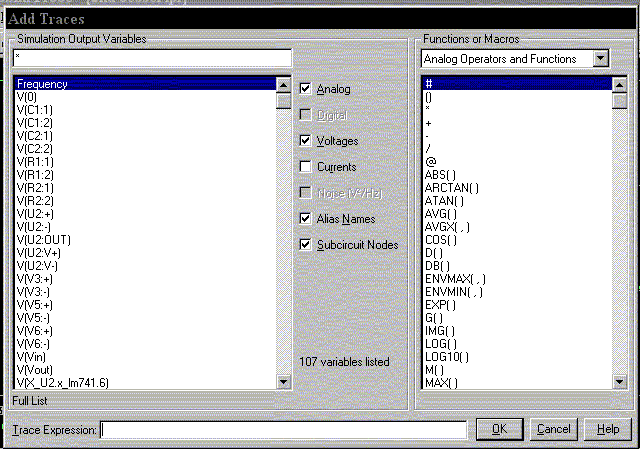 Add Traces
Simulation Output Variables
*
Frequency
V(0)
V(C1:1)
V(C1:2)
V(C2:1)
V(C2:2)
V(R1:1)
V(R1:2)
V(R2:1)
V(R2:2)
V(U2:+)
V(U2:-)
V(U2:OUT)
V(U2:V+)
V(U2:V-)
V(V3:+)
V(V3:-)
V(V5:+)
V(V5:-)
V(V6:+)
V(V6:-)
V(Vin)
V(Vout)
V(X_U2.x_lm741.6)
Full List
Analog
Digital
Voltages
Currents
Noise (V²/Hz)
Alias Names
Subcircuit Nodes
107 variables listed
Functions or Macros
Analog Operators and Functions
#
()
*
+
-
/
@
ABS( )
ARCTAN( )
ATAN( )
AVG( )
AVGX( , )
COS( )
D( )
DB( )
ENVMAX( , )
ENVMIN( , )
EXP( )
G( )
IMG( )
LOG( )
LOG10( )
M( )
MAX( )
Trace Expression:
OK
Cancel
Help